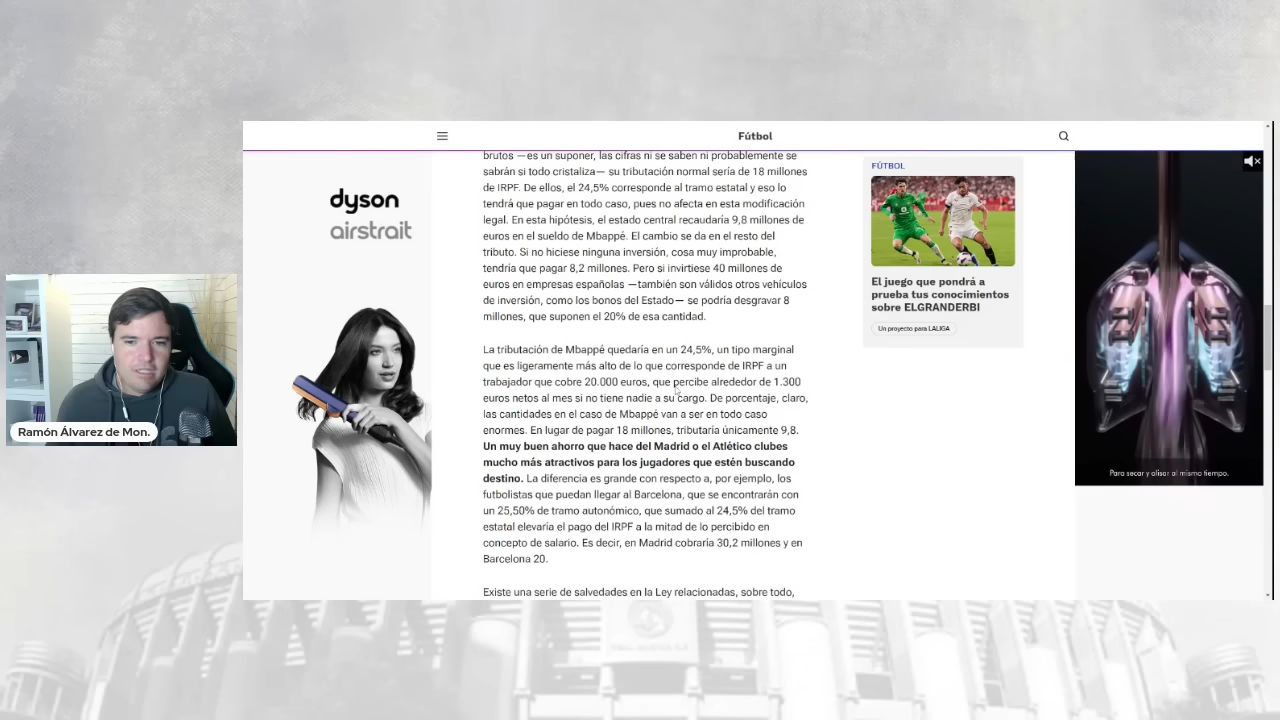 Fútbol
dyson
airstrait
brutos —es un suponer, las cifras ni se saben ni probablemente se
sabrán si todo cristaliza— su tributación normal sería de 18 millones
de IRPF. De ellos, el 24,5% corresponde al tramo estatal y eso lo
tendrá que pagar en todo caso, pues no afecta en esta modificación
legal. En esta hipótesis, el estado central recaudaría 9,8 millones de
euros en el sueldo de Mbappé. El cambio se da en el resto del
tributo. Si no hiciese ninguna inversión, cosa muy improbable,
tendría que pagar 8,2 millones. Pero si invirtiese 40 millones de
euros en empresas españolas —también son válidos otros vehículos
de inversión, como los bonos del Estado— se podría desgravar 8
millones, que suponen el 20% de esa cantidad.
La tributación de Mbappé quedaría en un 24,5%, un tipo marginal
que es ligeramente más alto de lo que corresponde de IRPF a un
trabajador que cobre 20.000 euros, que percibe alrededor de 1.300
euros netos al mes si no tiene nadie a su cargo. De porcentaje, claro,
las cantidades en el caso de Mbappé van a ser en todo caso
enormes. En lugar de pagar 18 millones, tributaría únicamente 9,8.
Un muy buen ahorro que hace del Madrid o el Atlético clubes
mucho más atractivos para los jugadores que estén buscando
destino. La diferencia es grande con respecto a, por ejemplo, los
futbolistas que puedan llegar al Barcelona, que se encontrarán con
un 25,50% de tramo autonómico, que sumado al 24,5% del tramo
estatal elevaría el pago del IRPF a la mitad de lo percibido en
concepto de salario. Es decir, en Madrid cobraría 30,2 millones y en
Barcelona 20.
Existe una serie de salvedades en la Ley relacionadas, sobre todo,
FÚTBOL
El juego que pondrá a
prueba tus conocimientos
sobre ELGRANDERBI
Un proyecto para LALIGA
Para secar y alisar al mismo tiempo.
Ramón Álvarez de Mon.